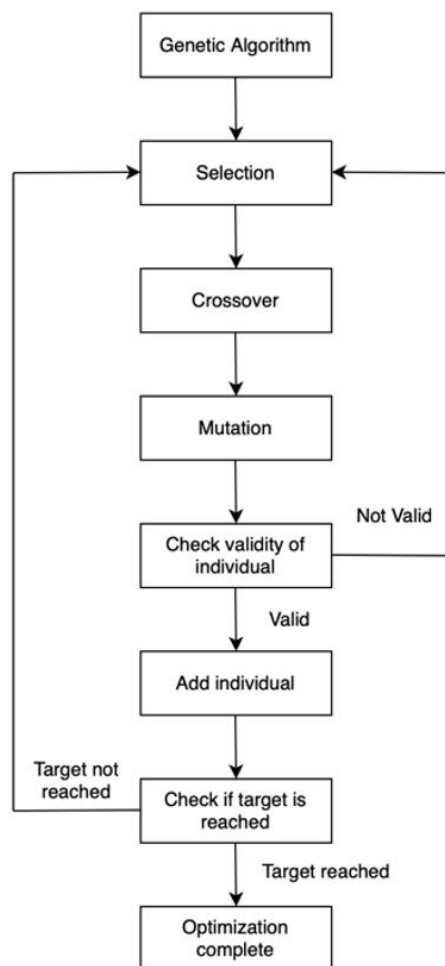 Genetic Algorithm
Selection
Crossover
Mutation
Not Valid
Check validity of
individual
Valid
Add individual
Target not
reached
Check if target is
reached
Target reached
Optimization
complete